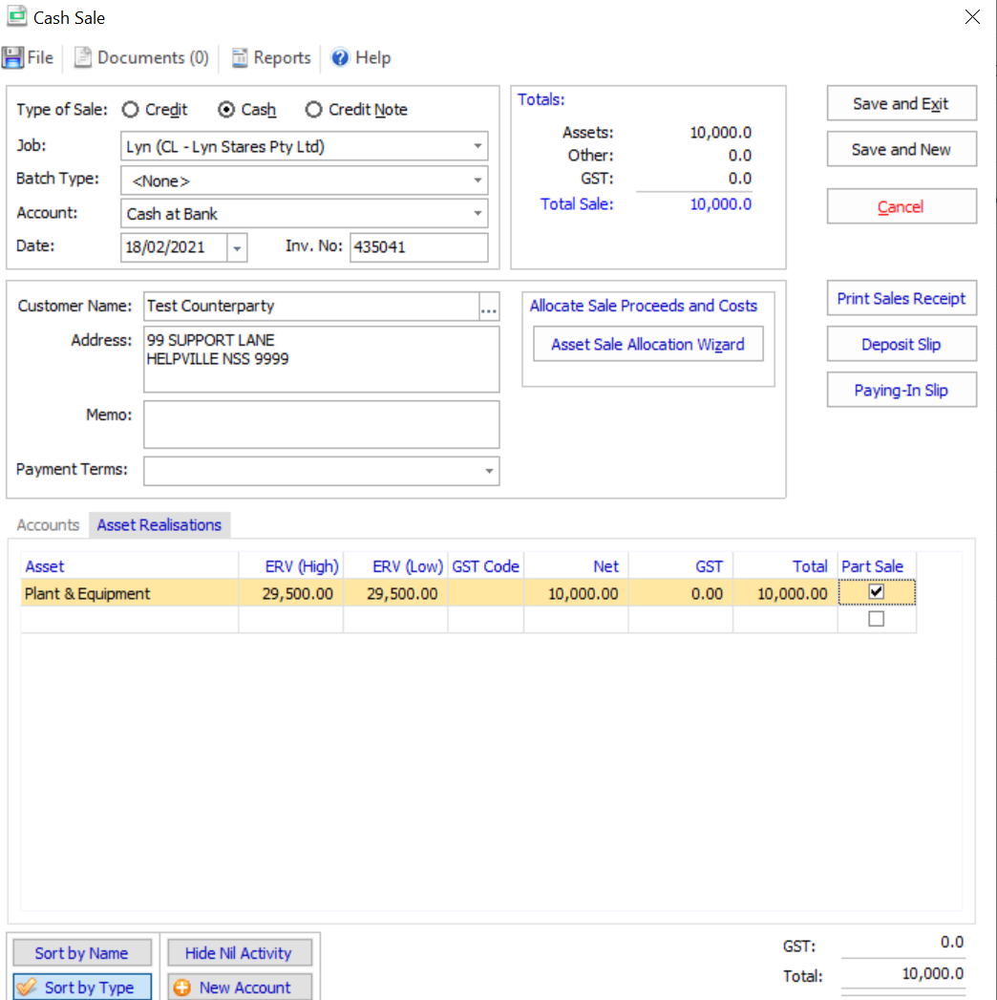 Cash Sale
File Documents (0) Reports Help
Type of Sale: Credit Cash Credit Note
Job: Lyn (CL - Lyn Stares Pty Ltd)
Batch Type: <None>
Account: Cash at Bank
Date: 18/02/2021 Inv. No: 435041
Totals:
Assets: 10,000.0
Other: 0.0
GST: 0.0
Total Sale: 10,000.0
Save and Exit
Save and New
Cancel
Customer Name: Test Counterparty ...
Address: 99 SUPPORT LANE
HELPVILLE NSS 9999
Memo:
Payment Terms:
Allocate Sale Proceeds and Costs
Asset Sale Allocation Wizard
Print Sales Receipt
Deposit Slip
Paying-In Slip
Accounts Asset Realisations
Asset ERV (High) ERV (Low) GST Code Net GST Total Part Sale
Plant & Equipment 29,500.00 29,500.00 10,000.00 0.00 10,000.00
Sort by Name Hide Nil Activity
Sort by Type New Account
GST: 0.0
Total: 10,000.0